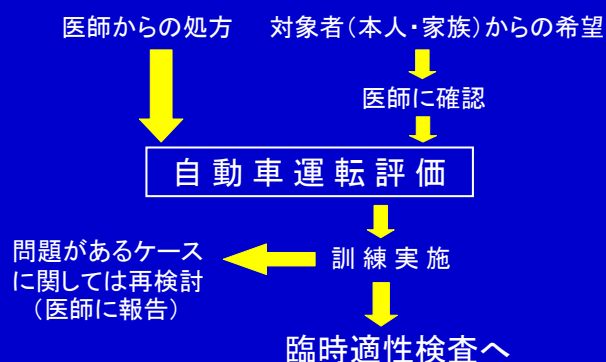 医師からの処方
対象者（本人・家族）からの希望
医師に確認
自動車運転評価
訓練実施
問題があるケース
に関しては再検討
（医師に報告）
臨時適性検査へ